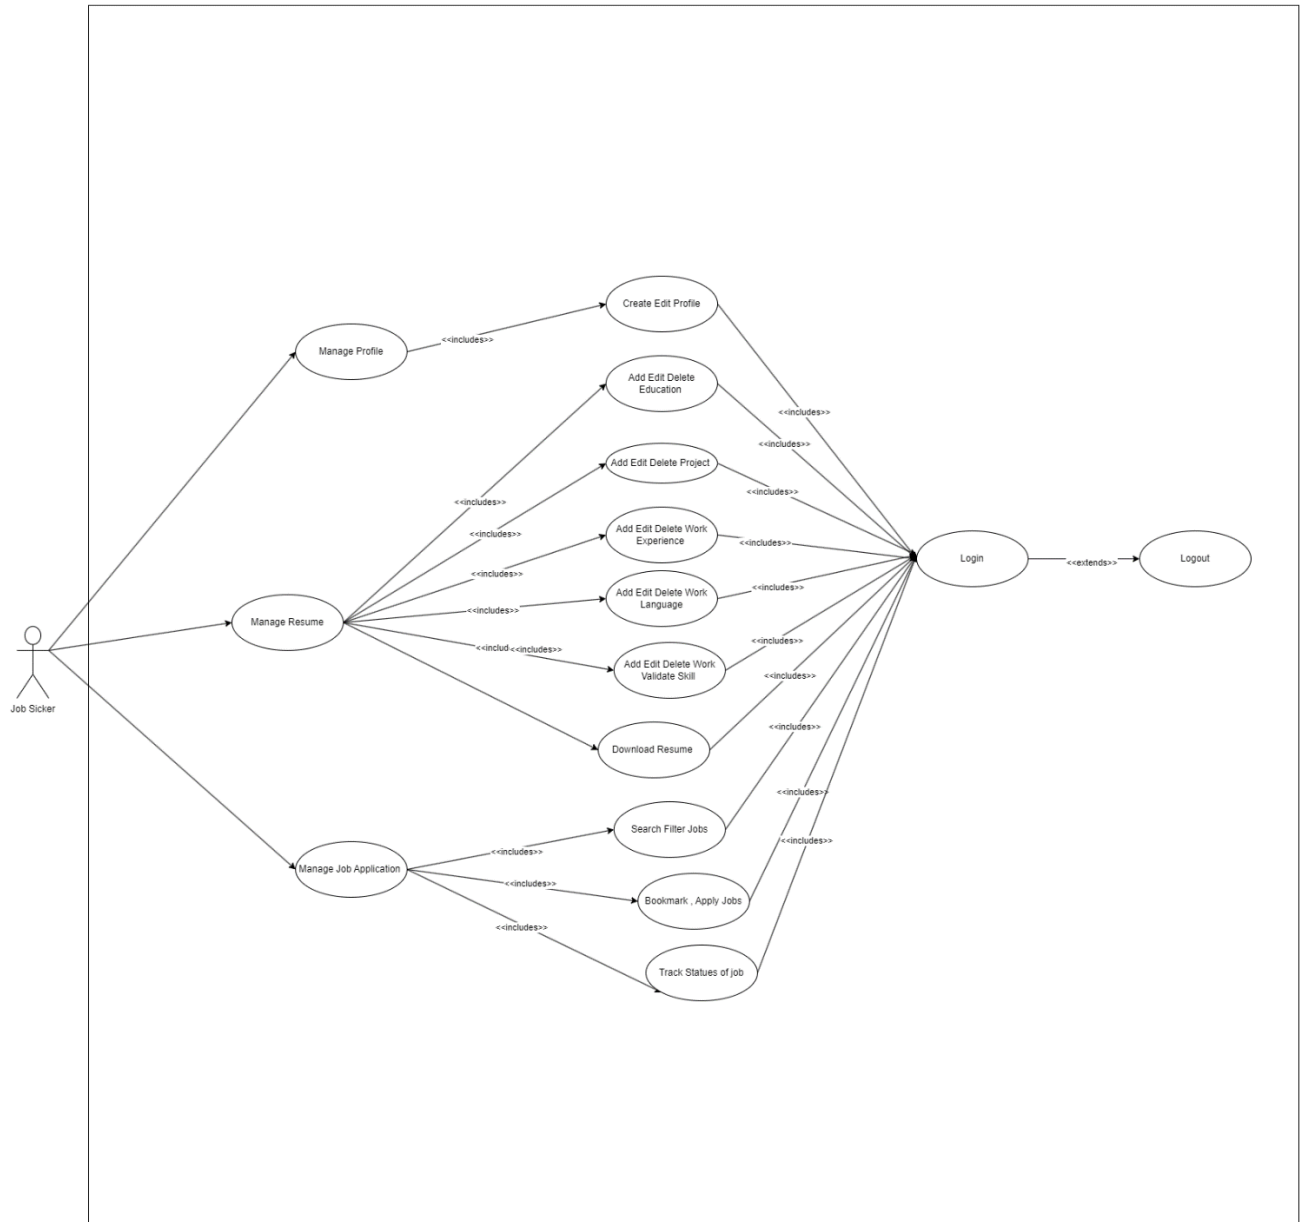 Create Edit Profile
<<includes>>
Manage Profile
Add Edit Delete
Education
<<includes>>
<<includes>>
Add Edit Delete Project
<<includes>>
<<includes>>
Add Edit Delete Work
Experience
<<includes>>
<<includes>>
<<includes>>
Login
<<extends>>
Logout
Add Edit Delete Work
Language
<<includes>>
<<includes>>
Manage Resume
<<includes>>
<<includes>>
Add Edit Delete Work
Validate Skill
<<includes>>
Job Sicker
Download Resume
<<includes>>
<<includes>>
Search Filter Jobs
<<includes>>
<<includes>>
<<includes>>
Manage Job Application
<<includes>>
Bookmark , Apply Jobs
<<includes>>
Track Statues of job